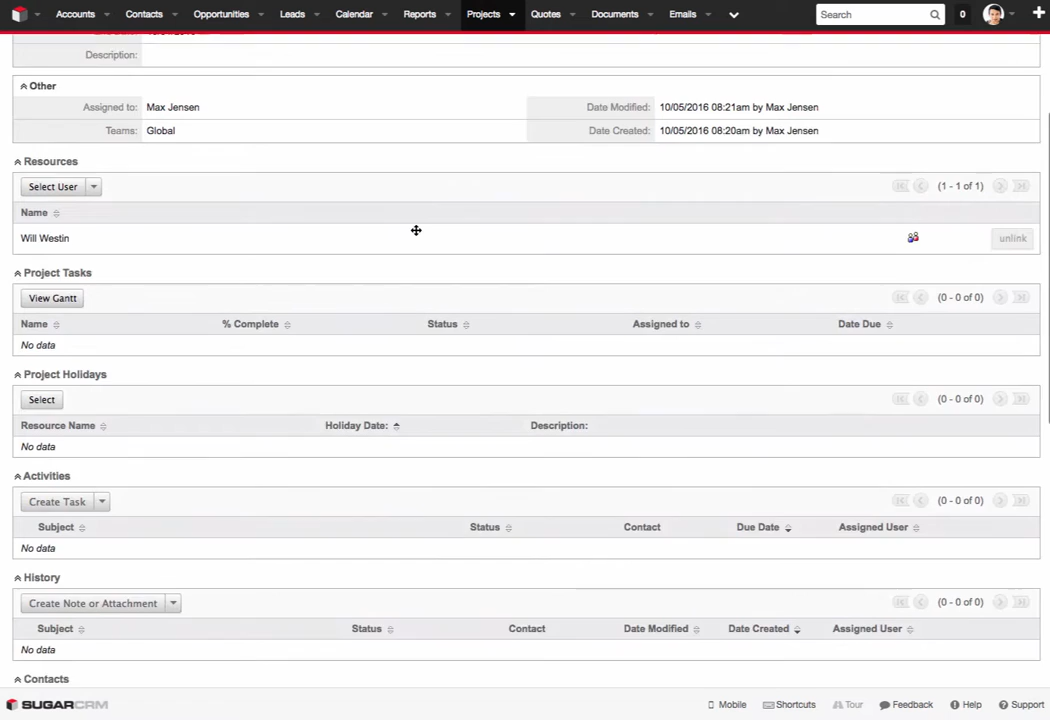 Accounts Contacts Opportunities Leads Calendar Reports Projects Quotes Documents Emails Search 0
Description:
Other
Assigned to: Max Jensen Date Modified: 10/05/2016 08:21am by Max Jensen
Teams: Global Date Created: 10/05/2016 08:20am by Max Jensen
Resources
Select User (1 - 1 of 1)
Name
Will Westin unlink
Project Tasks
View Gantt (0 - 0 of 0)
Name % Complete Status Assigned to Date Due
No data
Project Holidays
Select (0 - 0 of 0)
Resource Name Holiday Date: Description:
No data
Activities
Create Task (0 - 0 of 0)
Subject Status Contact Due Date Assigned User
No data
History
Create Note or Attachment (0 - 0 of 0)
Subject Status Contact Date Modified Date Created Assigned User
No data
Contacts
SUGARCRM Mobile Shortcuts Tour Feedback Help Support